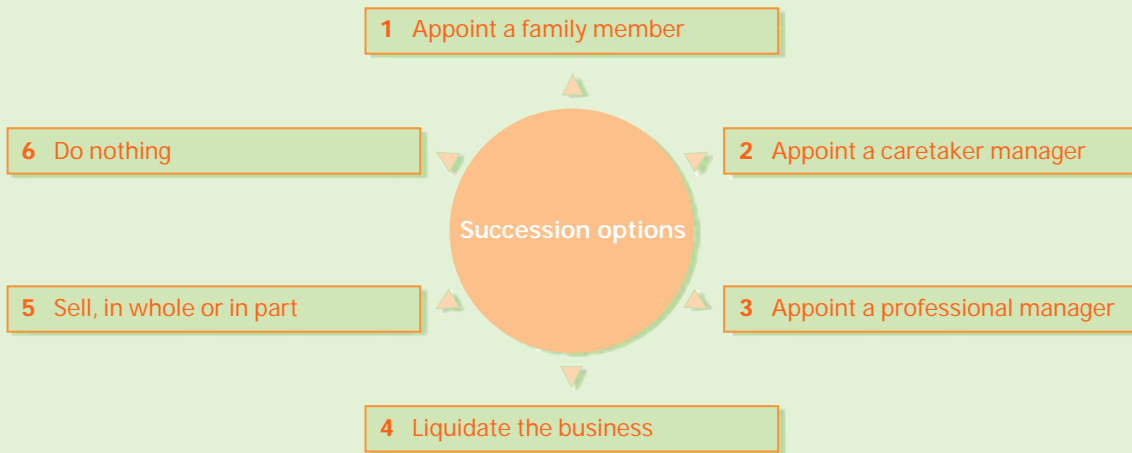 1 Appoint a family member
6 Do nothing
2 Appoint a caretaker manager
Succession options
5 Sell, in whole or in part
3 Appoint a professional manager
4 Liquidate the business